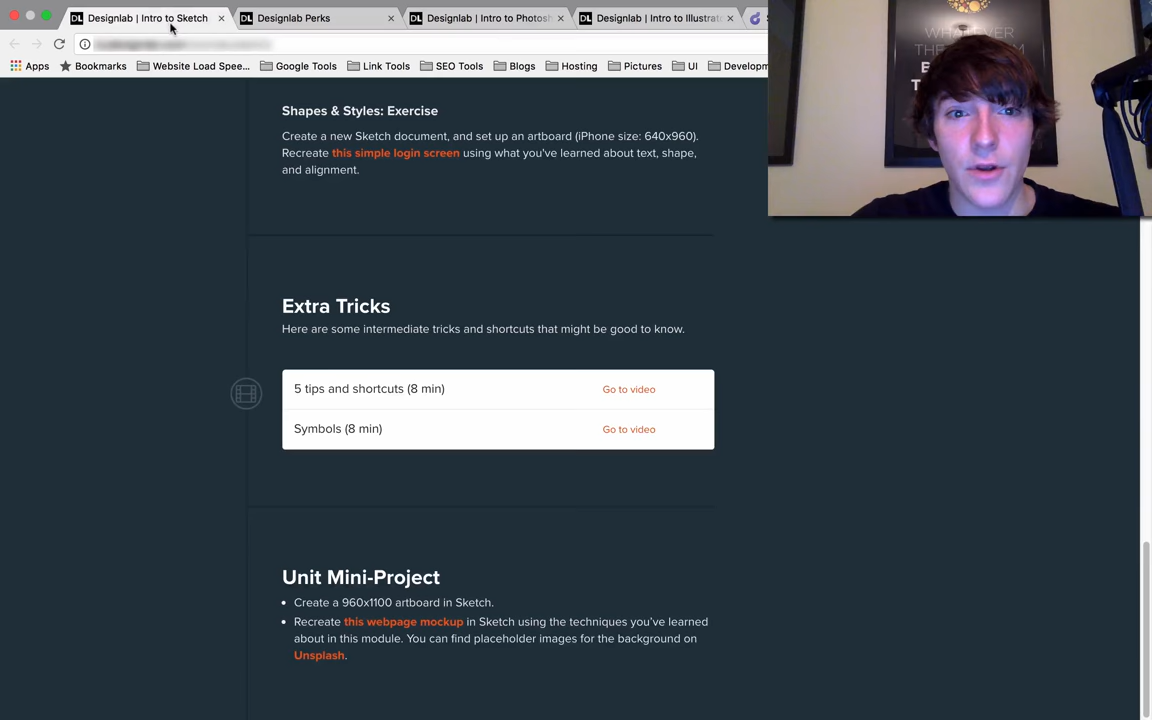 Designlab | Intro to Sketch
Designlab Perks
Designlab | Intro to Photosh
Designlab | Intro to Illustrat
Apps
Bookmarks
Website Load Spee...
Google Tools
Link Tools
SEO Tools
Blogs
Hosting
Pictures
UI
Developm
WHATEVER
Shapes & Styles: Exercise
Create a new Sketch document, and set up an artboard (iPhone size: 640x960).
Recreate this simple login screen using what you've learned about text, shape,
and alignment.
Extra Tricks
Here are some intermediate tricks and shortcuts that might be good to know.
5 tips and shortcuts (8 min) Go to video
Symbols (8 min) Go to video
Unit Mini-Project
• Create a 960x1100 artboard in Sketch.
• Recreate this webpage mockup in Sketch using the techniques you've learned
about in this module. You can find placeholder images for the background on
Unsplash.